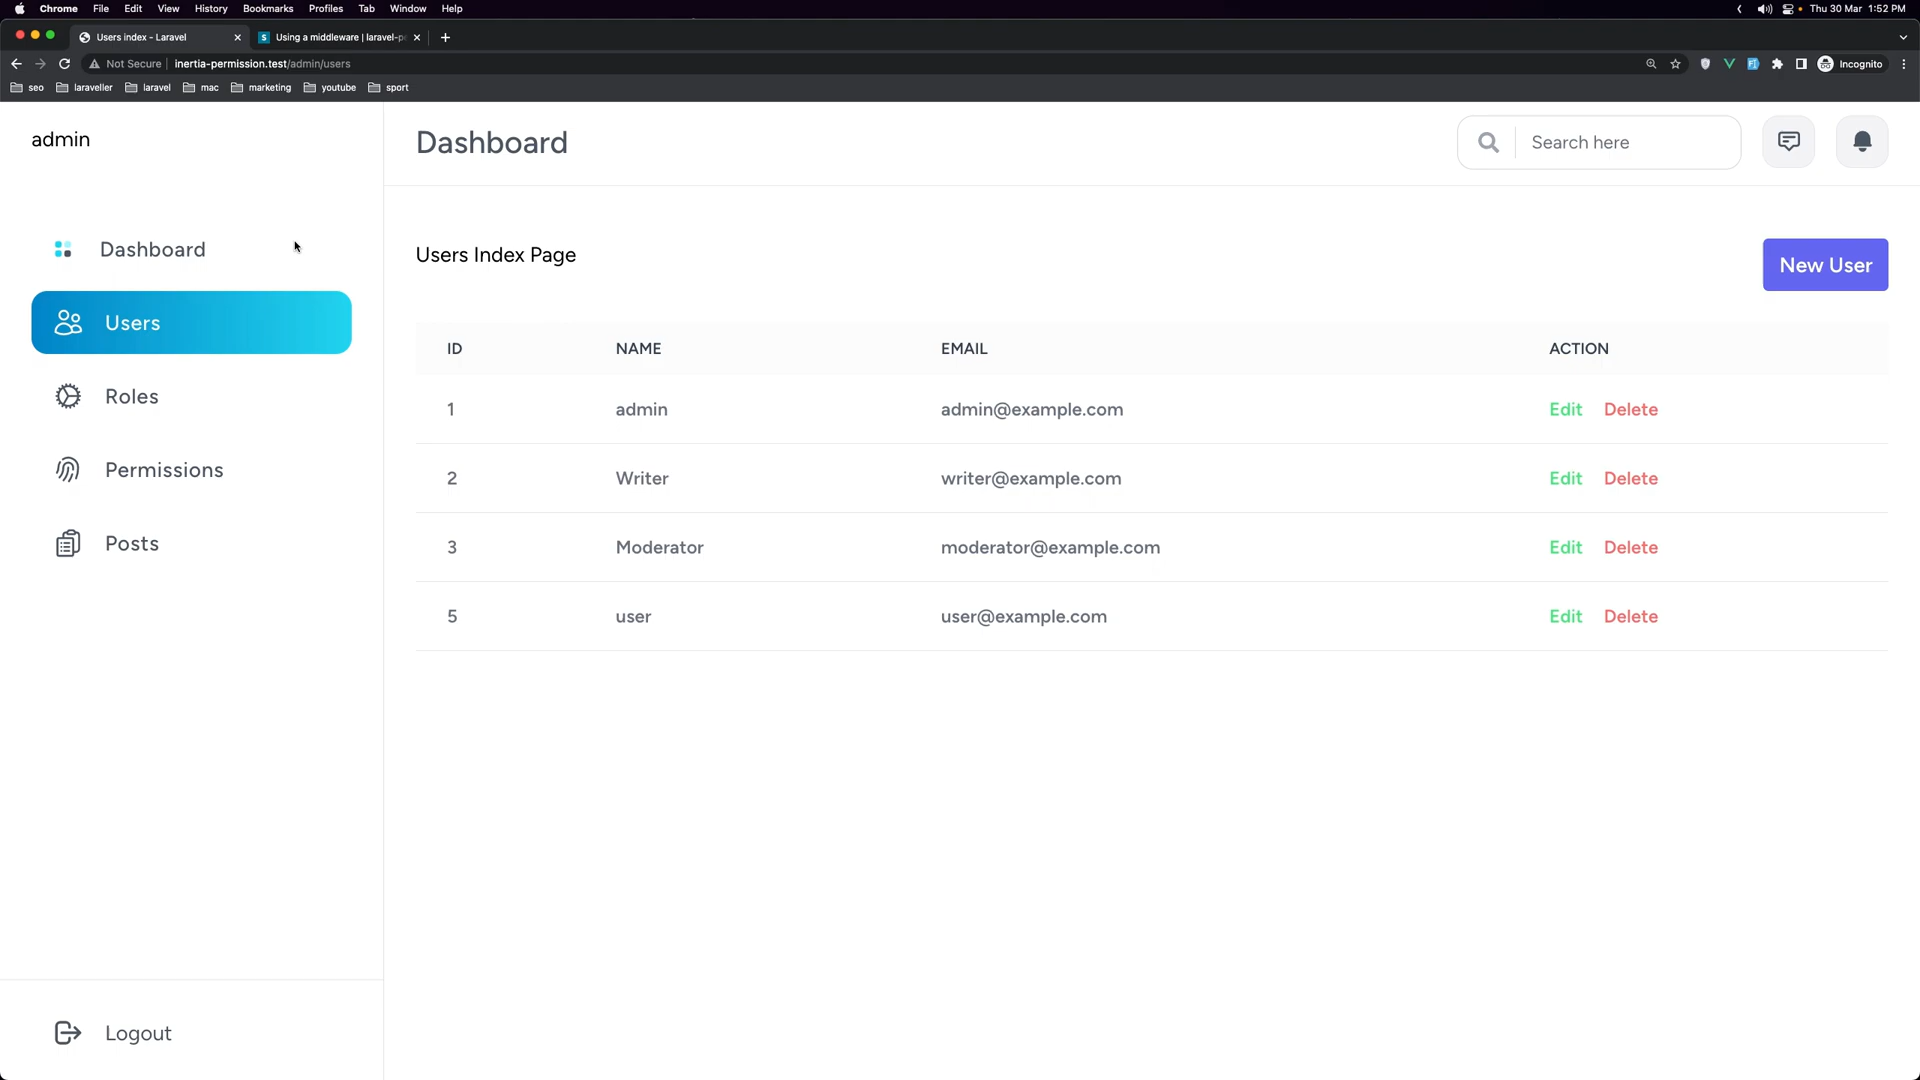 Chrome File Edit View History Bookmarks Profiles Tab Window Help
Thu 30 Mar 1:52 PM
Users index - Laravel
Using a middleware | laravel-p
Not Secure inertia-permission.test/admin/users
Incognito
seo laraveller laravel mac marketing youtube sport
admin
Dashboard
Users
Roles
Permissions
Posts
Logout
Dashboard
Search here
Users Index Page
New User
ID NAME EMAIL ACTION
1 admin admin@example.com Edit Delete
2 Writer writer@example.com Edit Delete
3 Moderator moderator@example.com Edit Delete
5 user user@example.com Edit Delete